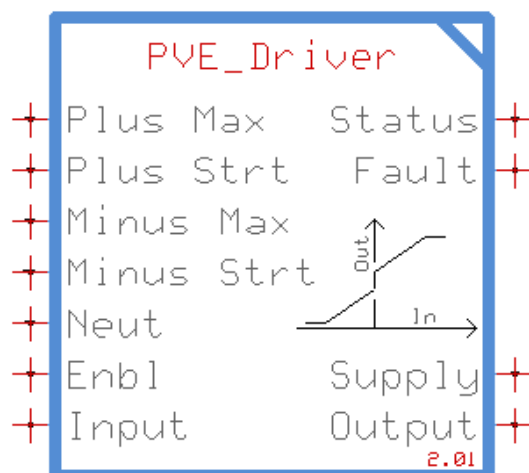 PVE_Driver
Plus Max Status
Plus Strt Fault
Minus Max
Minus Strt
Out
Neut In
Enbl Supply
Input Output
2.01